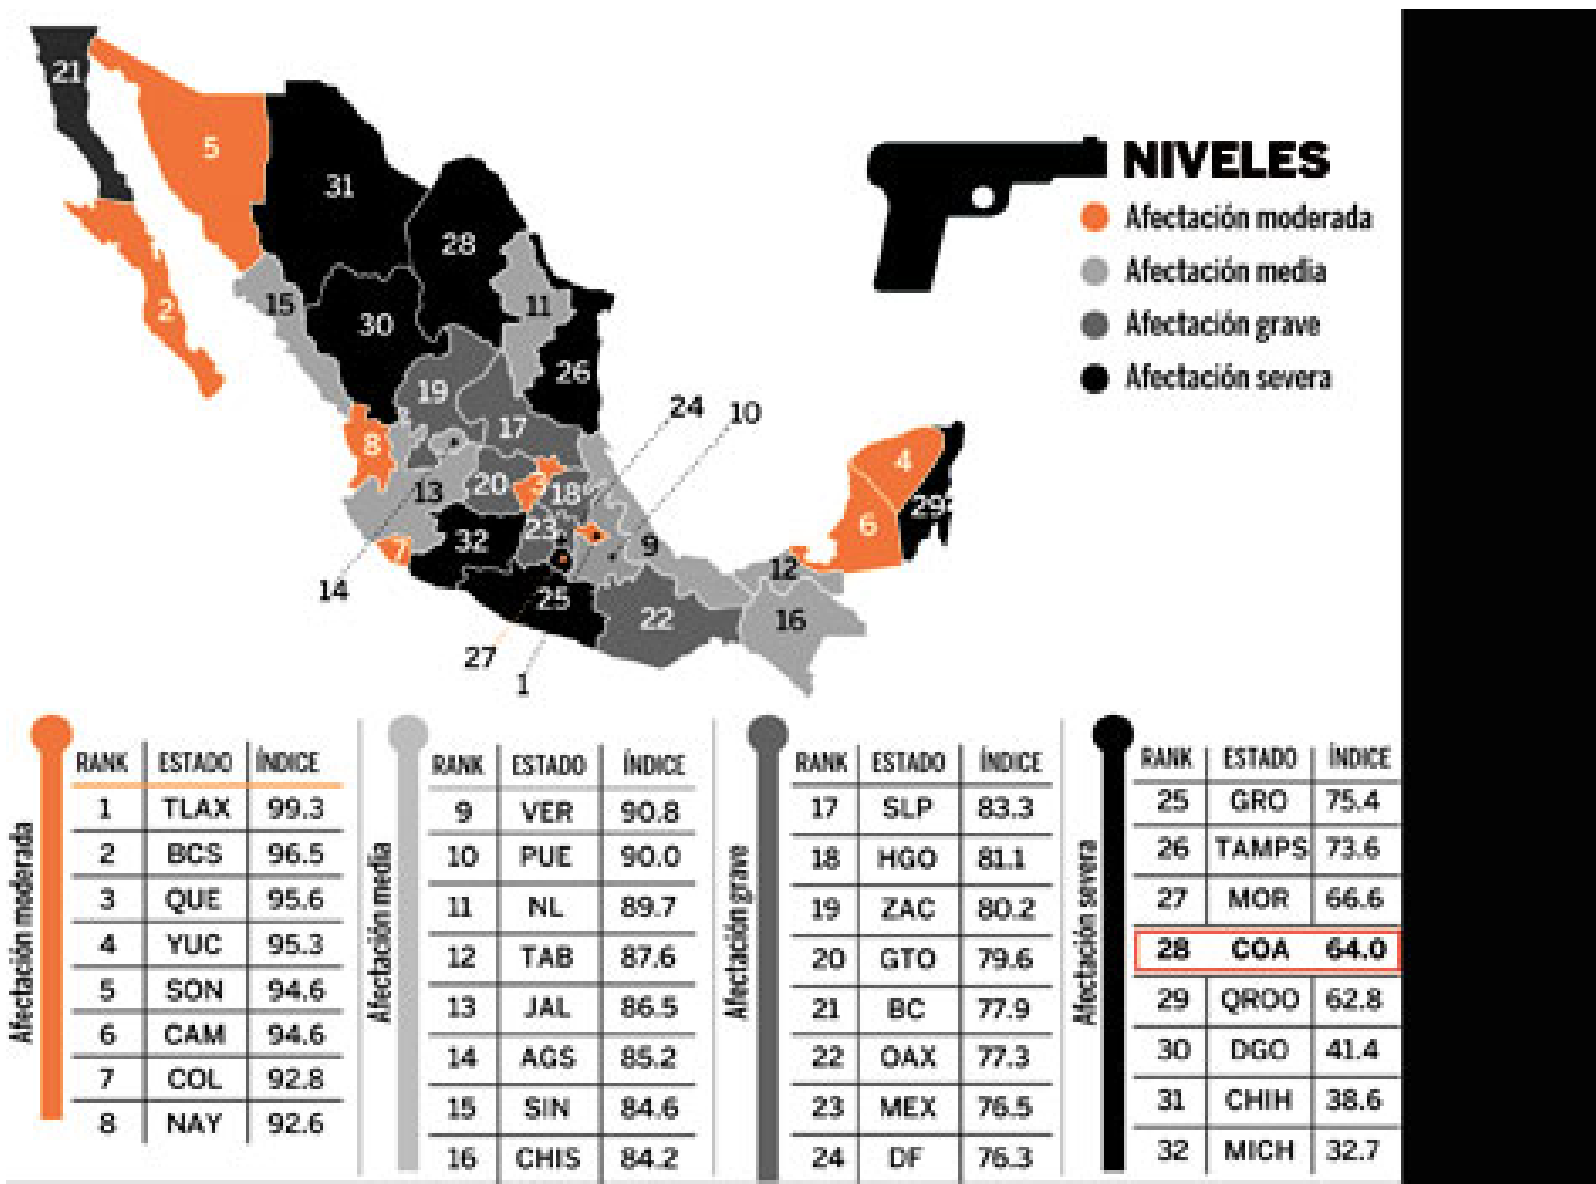 21
5
31
28
2
15
30
11
26
19
24
10
8
17
4
13
20
3
18
29
6
23
32
7
9
12
14
25
22
16
27
1
NIVELES
Afectación moderada
Afectación media
Afectación grave
Afectación severa
Afectación moderada
RANK ESTADO ÍNDICE
1 TLAX 99.3
2 BCS 96.5
3 QUE 95.6
4 YUC 95.3
5 SON 94.6
6 CAM 94.6
7 COL 92.8
8 NAY 92.6
Afectación media
RANK ESTADO ÍNDICE
9 VER 90.8
10 PUE 90.0
11 NL 89.7
12 TAB 87.6
13 JAL 86.5
14 AGS 85.2
15 SIN 84.6
16 CHIS 84.2
Afectación grave
RANK ESTADO ÍNDICE
17 SLP 83.3
18 HGO 81.1
19 ZAC 80.2
20 GTO 79.6
21 BC 77.9
22 OAX 77.3
23 MEX 76.5
24 DF 76.3
Afectación severa
RANK ESTADO ÍNDICE
25 GRO 75.4
26 TAMPS 73.6
27 MOR 66.6
28 COA 64.0
29 QROO 62.8
30 DGO 41.4
31 CHIH 38.6
32 MICH 32.7